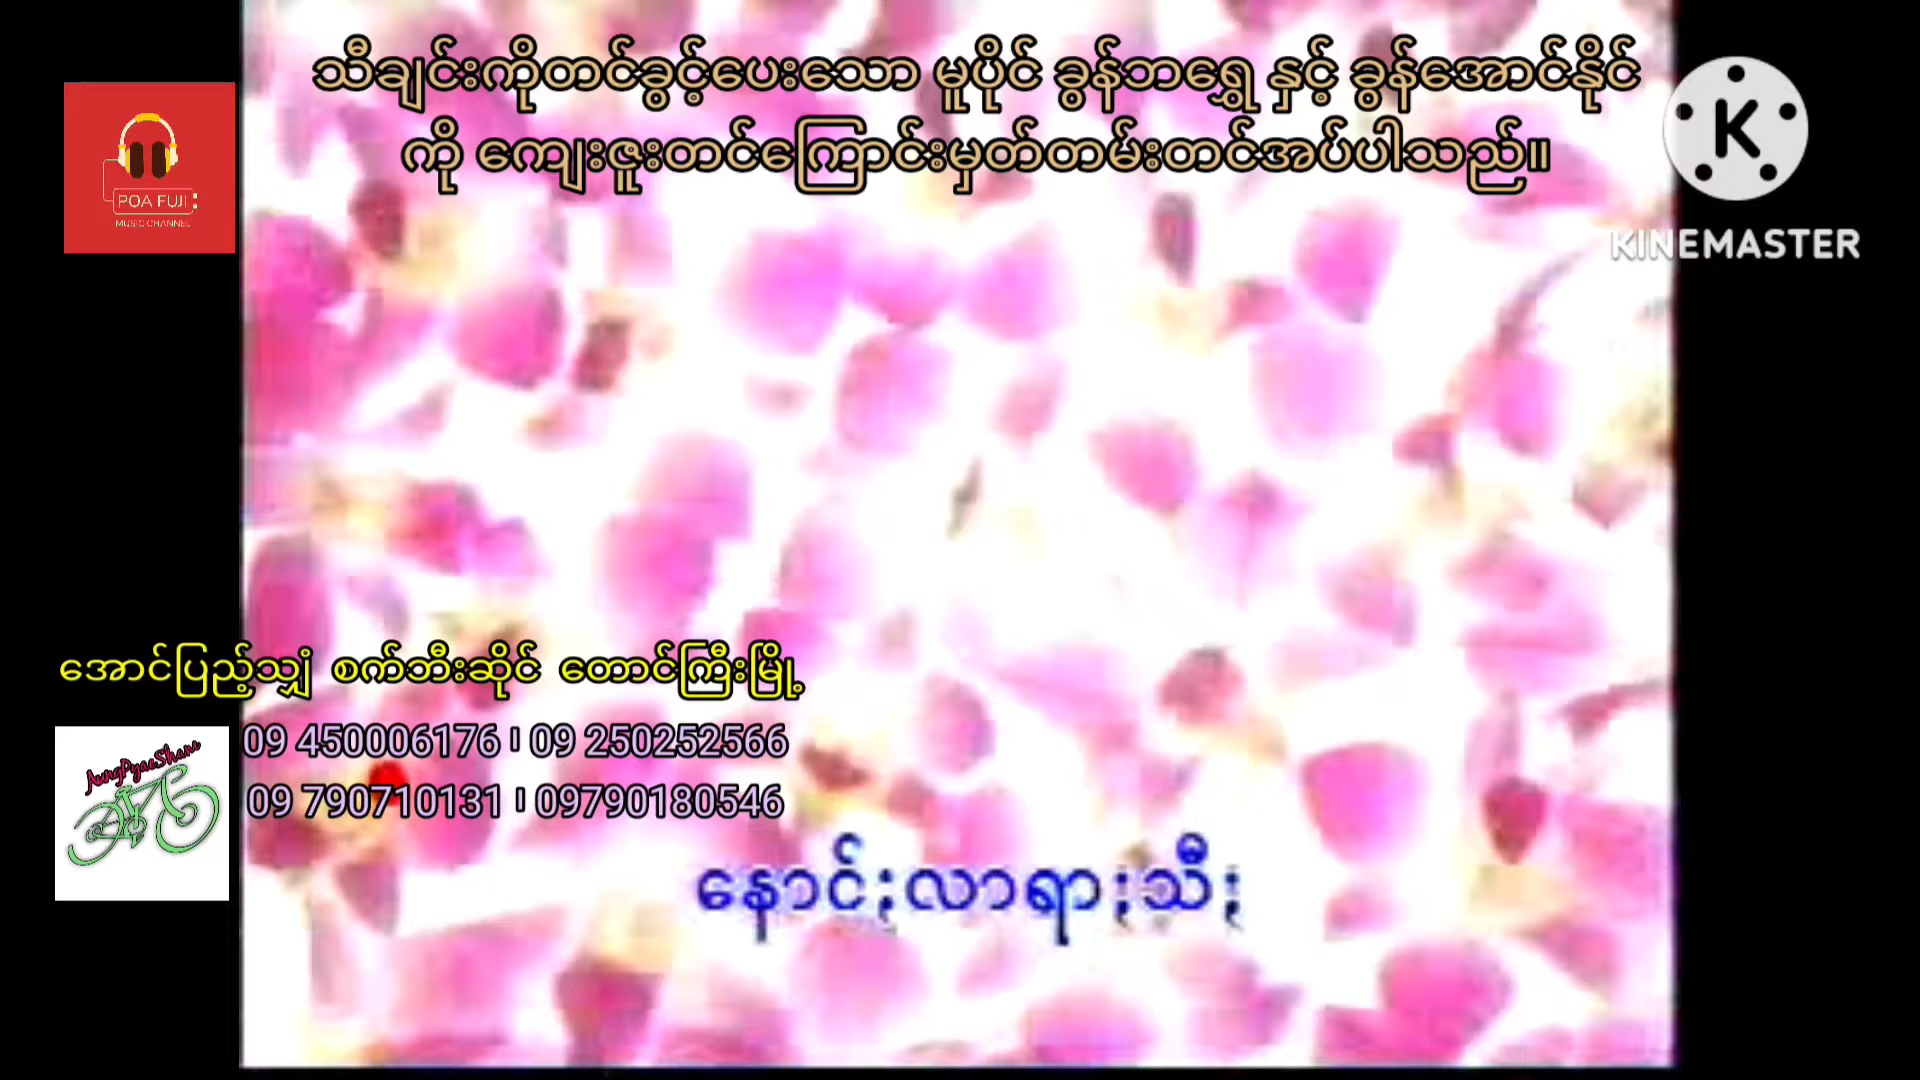 သီချင်းကိုတင်ခွင့်ပေးသော မူပိုင် ခွန်ဘရွှေ နှင့် ခွန်အောင်နိုင်
ကို ကျေးဇူးတင်ကြောင်းမှတ်တမ်းတင်အပ်ပါသည်။
POA FUJI
MUSIC CHANNEL
K
KINEMASTER
အောင်ပြည့်သျှံ စက်ဘီးဆိုင် တောင်ကြီးမြို့
AungPyaeShann
09 450006176 ၊ 09 250252566
09 790710131 ၊ 09790180546
နောင်ႏလာရာႏသီႏ